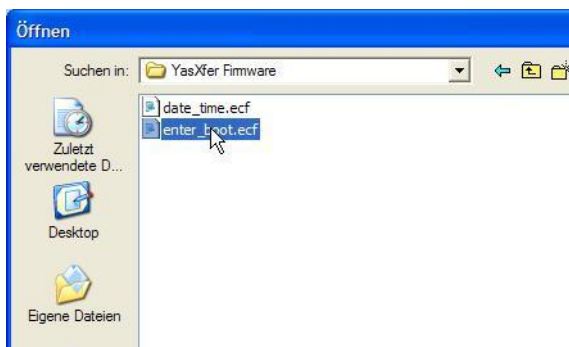 Öffnen
Suchen in: YasXfer Firmware
date_time.ecf
enter_boot.ecf
Zuletzt
verwendete D...
Desktop
Eigene Dateien